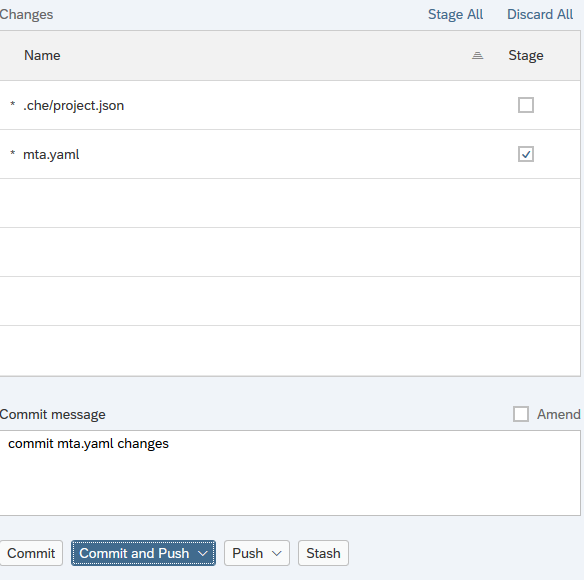 Changes Stage All Discard All
Name Stage
* .che/project.json
* mta.yaml
Commit message Amend
commit mta.yaml changes
Commit Commit and Push Push Stash